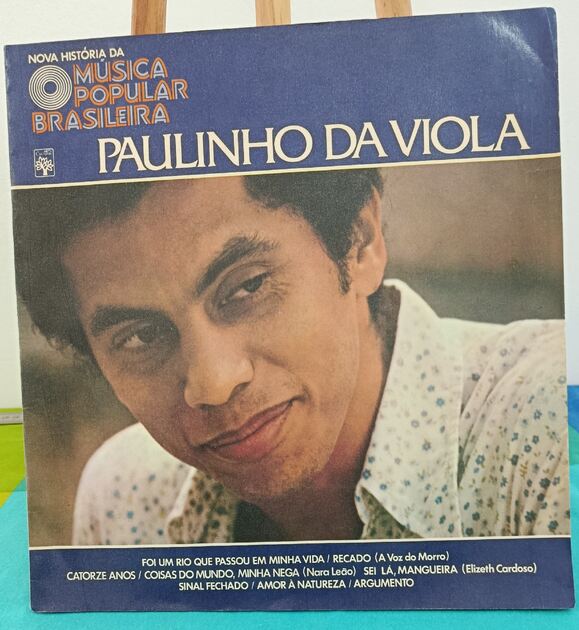 NOVA HISTÓRIA DA
MÚSICA
POPULAR
BRASILEIRA
PAULINHO DA VIOLA
FOI UM RIO QUE PASSOU EM MINHA VIDA / RECADO (A Voz do Morro)
CATORZE ANOS / COISAS DO MUNDO, MINHA NEGA (Nara Leão) SEI LÁ, MANGUEIRA (Elizeth Cardoso)
SINAL FECHADO / AMOR À NATUREZA / ARGUMENTO